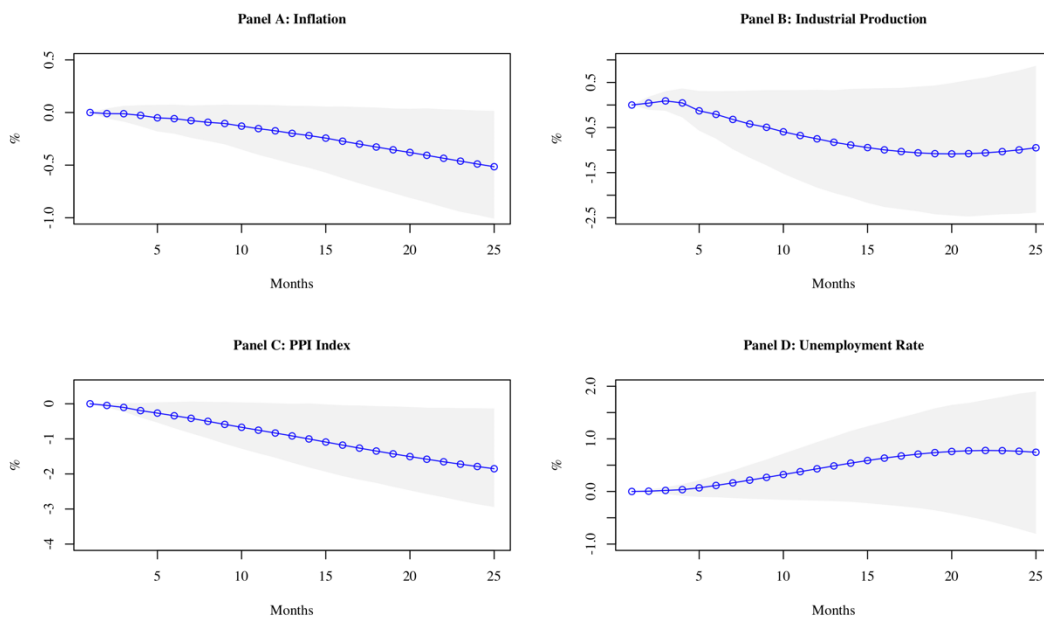 Panel A: Inflation
%
0.5
0.0
-0.5
-1.0
5 10 15 20 25
Months
Panel B: Industrial Production
%
0.5
-0.5
-1.5
-2.5
5 10 15 20 25
Months
Panel C: PPI Index
%
0
-1
-2
-3
-4
5 10 15 20 25
Months
Panel D: Unemployment Rate
%
2.0
1.0
0.0
-1.0
5 10 15 20 25
Months